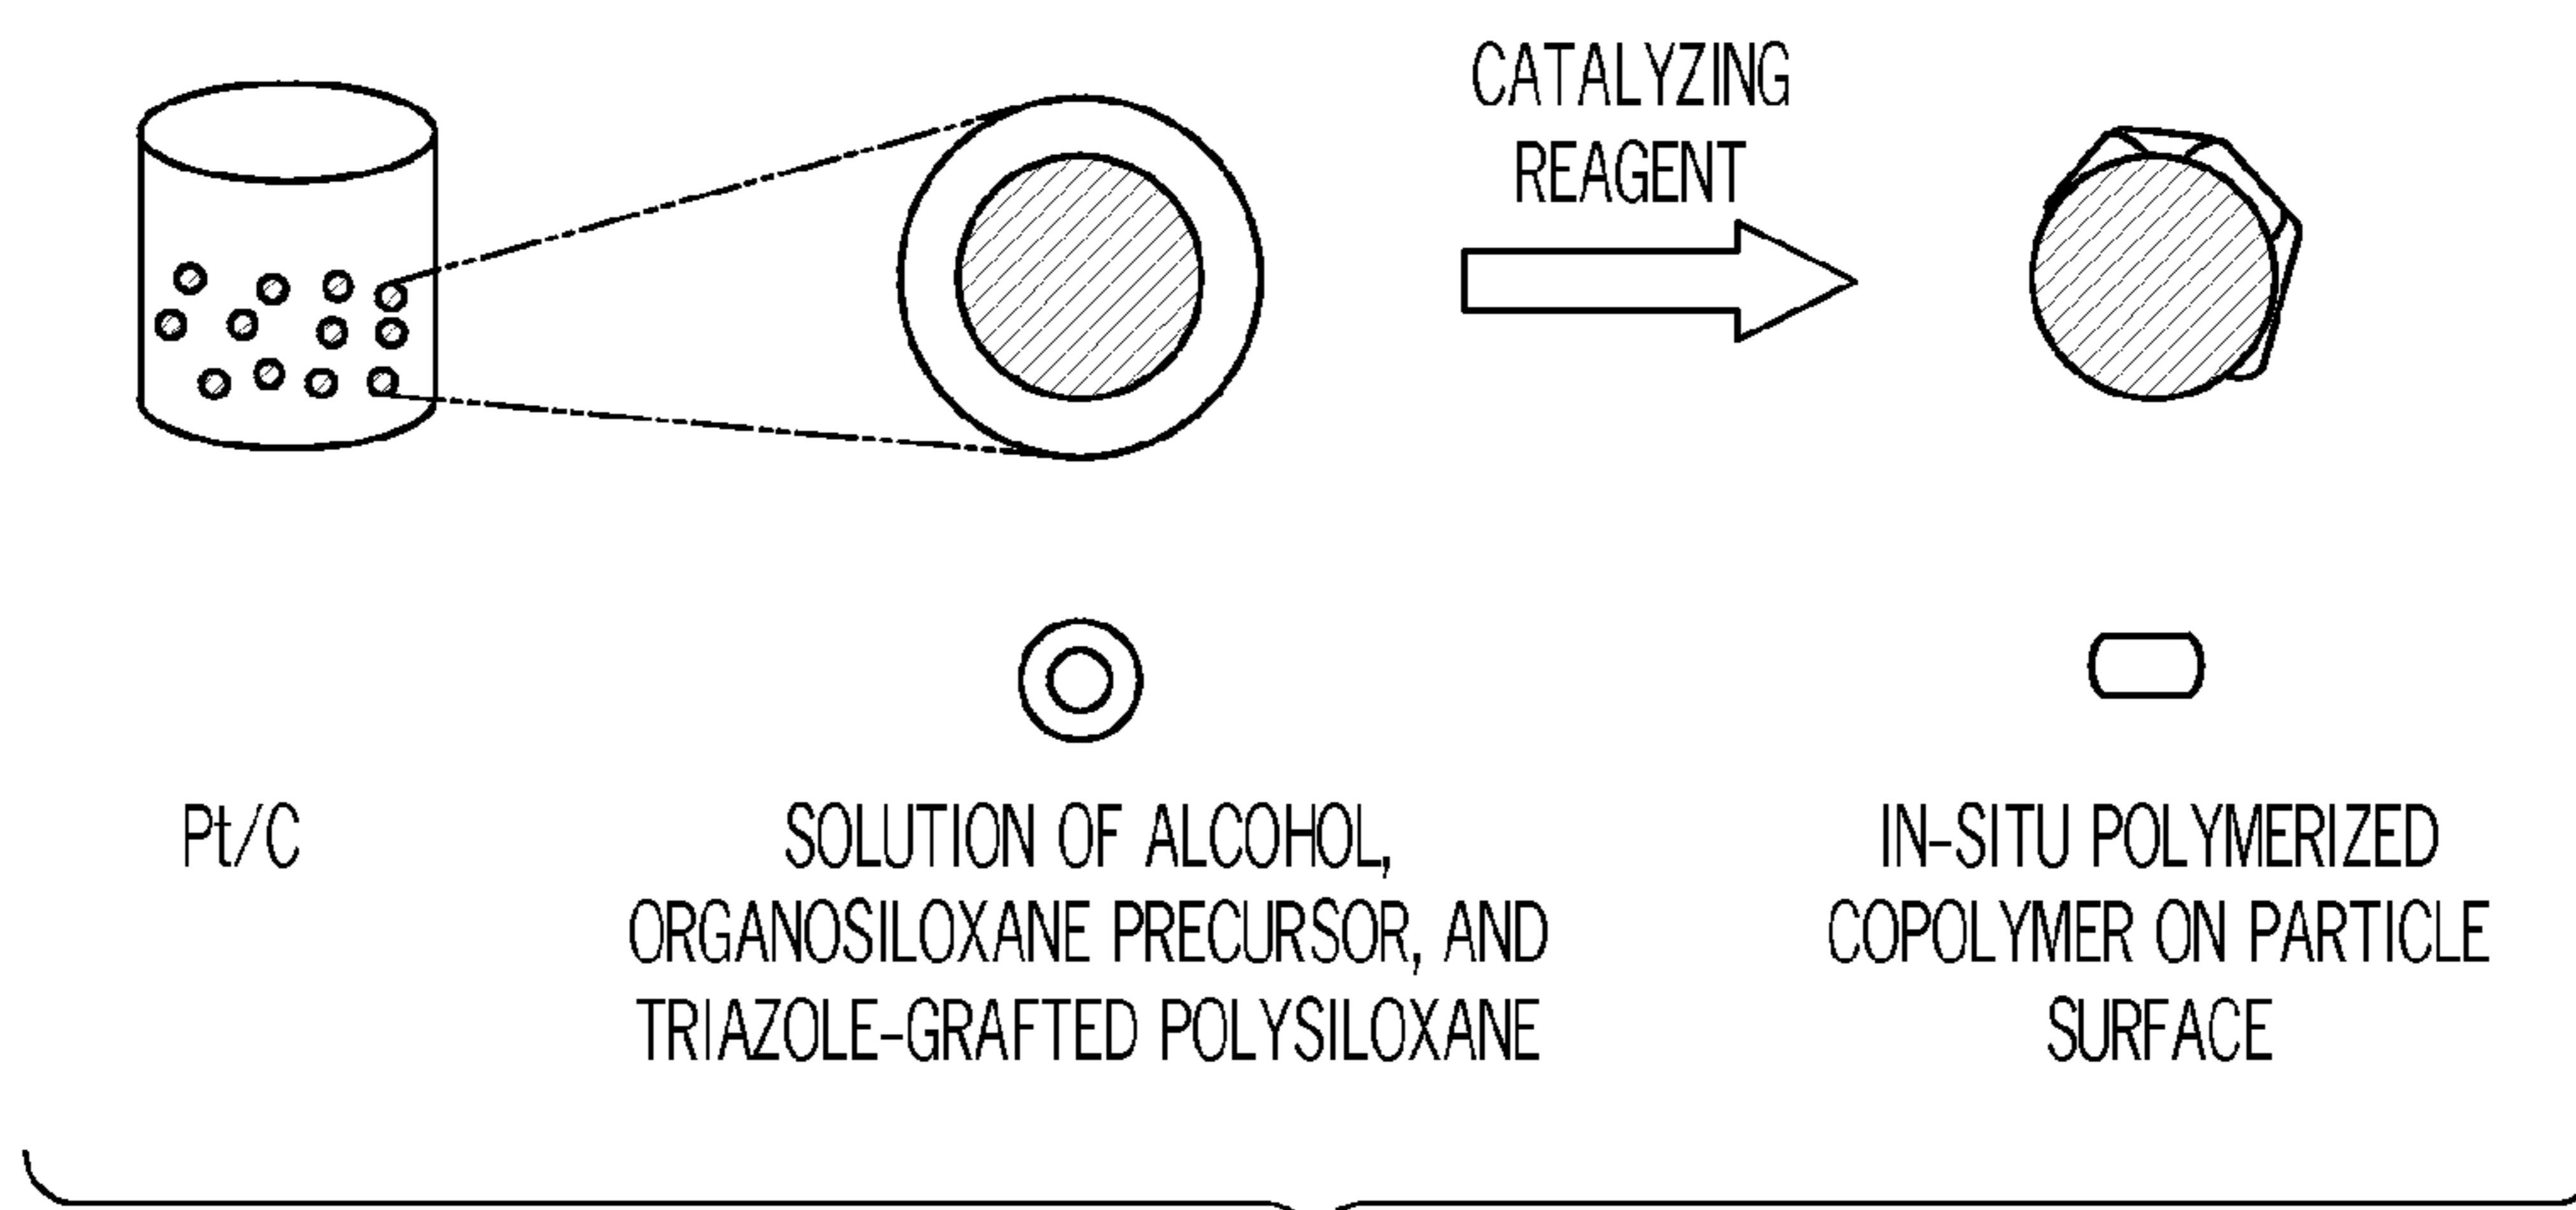 CATALYZING
REAGENT
Pt/C
SOLUTION OF ALCOHOL,
ORGANOSILOXANE PRECURSOR, AND
TRIAZOLE-GRAFTED POLYSILOXANE
IN-SITU POLYMERIZED
COPOLYMER ON PARTICLE
SURFACE